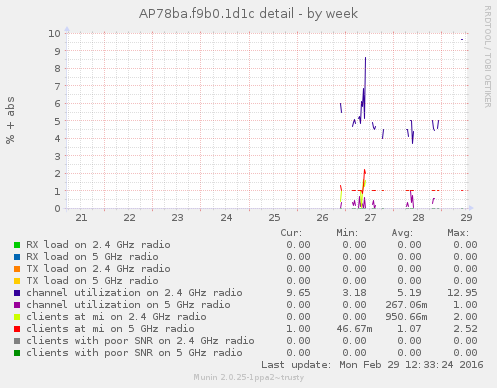 AP78ba.f9b0.1d1c detail - by week
RRDTOOL / TOBI OETIKER
% + abs
10
9
8
7
6
5
4
3
2
1
0
21 22 23 24 25 26 27 28 29
Cur: Min: Avg: Max:
RX load on 2.4 GHz radio 0.00 0.00 0.00 0.00
RX load on 5 GHz radio 0.00 0.00 0.00 0.00
TX load on 2.4 GHz radio 0.00 0.00 0.00 0.00
TX load on 5 GHz radio 0.00 0.00 0.00 0.00
channel utilization on 2.4 GHz radio 9.65 3.18 5.19 12.95
channel utilization on 5 GHz radio 0.00 0.00 267.06m 1.00
clients at mi on 2.4 GHz radio 0.00 0.00 950.66m 2.00
clients at mi on 5 GHz radio 1.00 46.67m 1.07 2.52
clients with poor SNR on 2.4 GHz radio 0.00 0.00 0.00 0.00
clients with poor SNR on 5 GHz radio 0.00 0.00 0.00 0.00
Last update: Mon Feb 29 12:33:24 2016
Munin 2.0.25-1ppa2~trusty